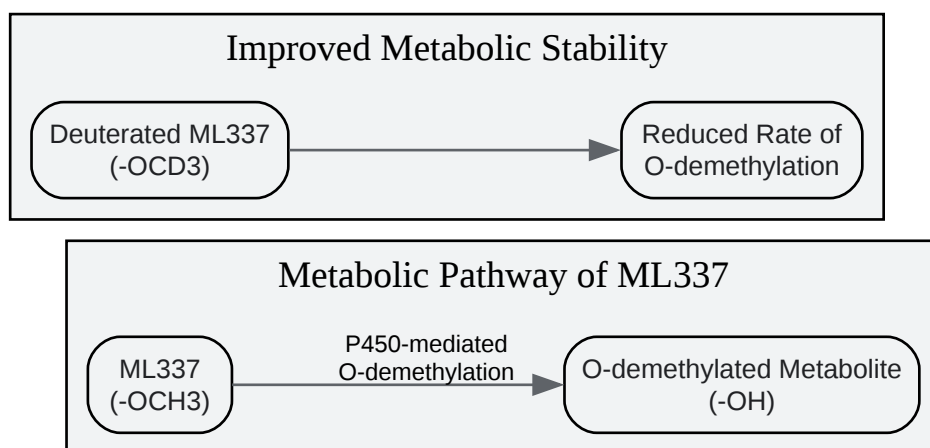 Improved Metabolic Stability
Deuterated ML337
(-OCD3)
Reduced Rate of
O-demethylation
Metabolic Pathway of ML337
ML337
(-OCH3)
P450-mediated
O-demethylation
O-demethylated Metabolite
(-OH)